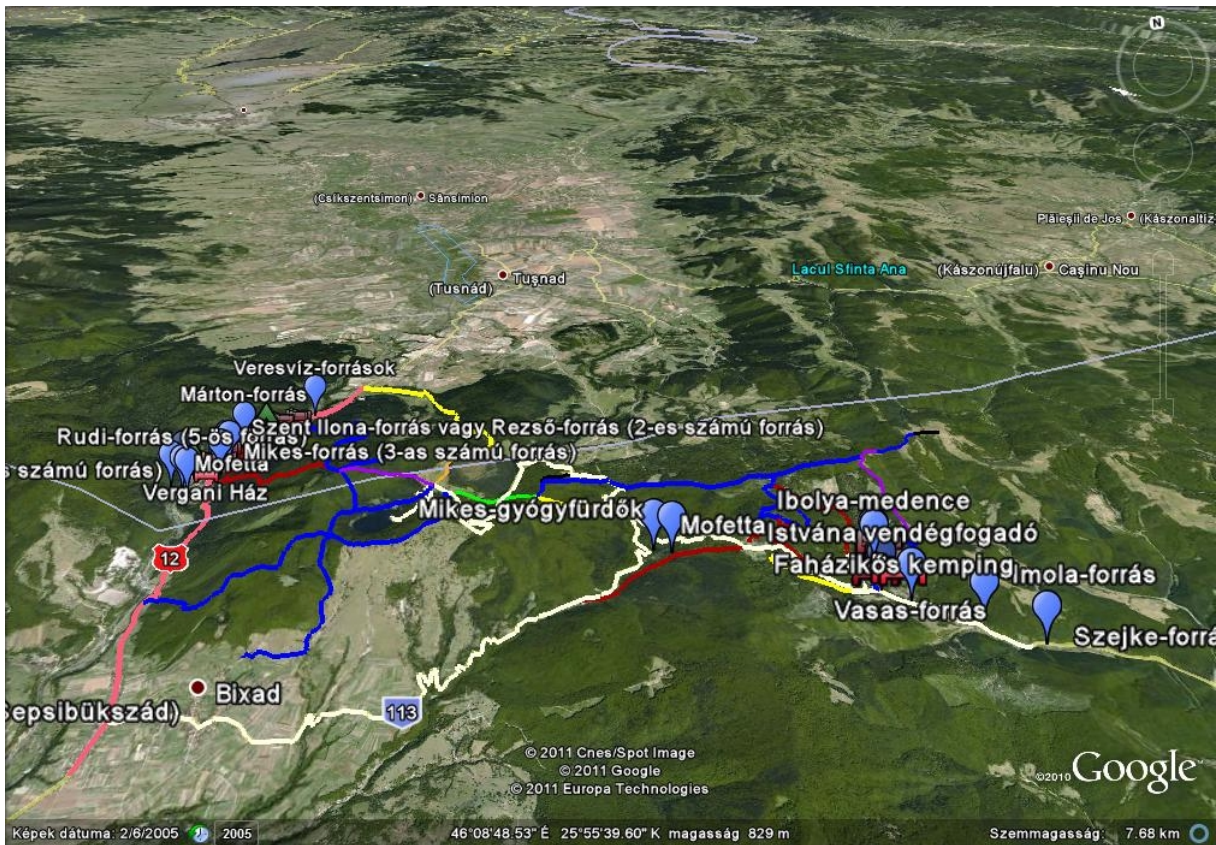 N
(Csíkszentsimon) Sânsimion
Plăieșii de Jos (Kászonaltíz
Lacul Sfinta Ana
(Kászonújfalu) Cașinu Nou
Tușnad
(Tusnád)
Veresvíz-források
Márton-forrás
Szent Ilona-forrás vagy Rezső-forrás (2-es számú forrás)
Rudi-forrás (5-ös forrás)
Mikes-forrás (3-as számú forrás)
s számú forrás)
Mofetta
Vergani Ház
Mikes-gyógyfürdők
Mofetta
Ibolya-medence
Istvána vendégfogadó
12
Faházikós kemping
Imola-forrás
Vasas-forrás
Szejke-forrá
Bixad
Sepsibükszád)
113
© 2011 Cnes/Spot Image
© 2011 Google
© 2011 Europa Technologies
©2010 Google
Képek dátuma: 2/6/2005 2005 46°08'48.53" É 25°55'39.60" K magasság 829 m Szemmagasság: 7.68 km